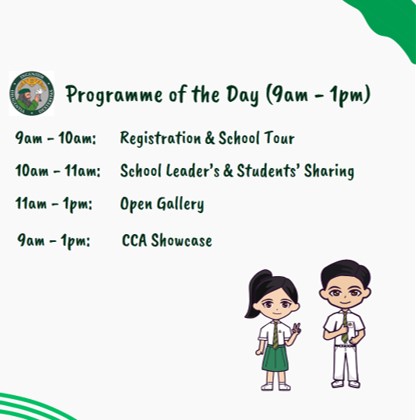 Programme of the Day (9am - 1pm)
9am - 10am: Registration & School Tour
10am - 11am: School Leader's & Students' Sharing
11am - 1pm: Open Gallery
9am - 1pm: CCA Showcase